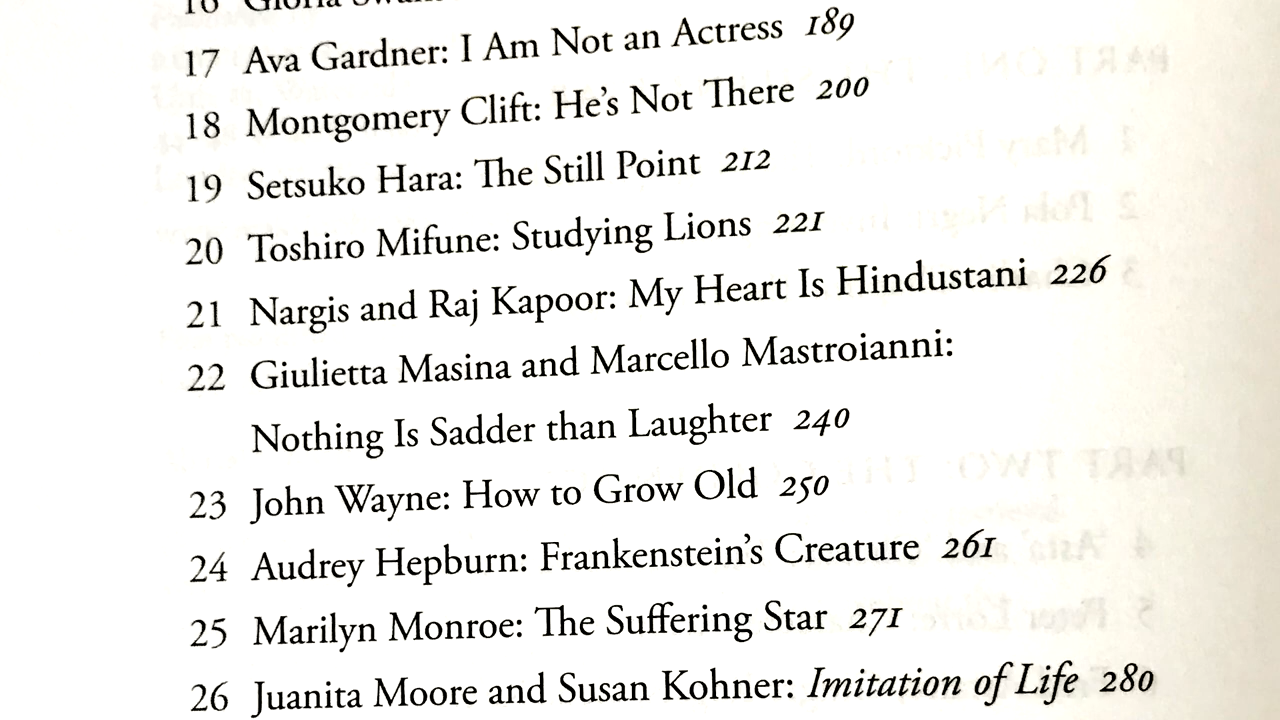 16 Gloria
17 Ava Gardner: I Am Not an Actress 189
18 Montgomery Clift: He's Not There 200
19 Setsuko Hara: The Still Point 212
20 Toshiro Mifune: Studying Lions 221
21 Nargis and Raj Kapoor: My Heart Is Hindustani 226
22 Giulietta Masina and Marcello Mastroianni:
Nothing Is Sadder than Laughter 240
23 John Wayne: How to Grow Old 250
24 Audrey Hepburn: Frankenstein's Creature 261
25 Marilyn Monroe: The Suffering Star 271
26 Juanita Moore and Susan Kohner: Imitation of Life 280